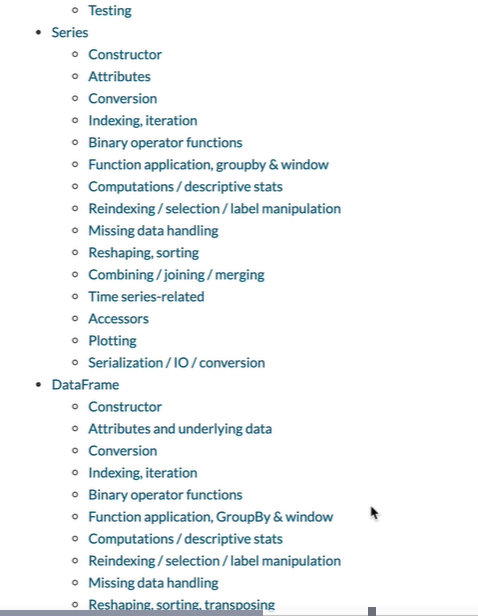 Testing
Series
Constructor
Attributes
Conversion
Indexing, iteration
Binary operator functions
Function application, groupby & window
Computations / descriptive stats
Reindexing / selection / label manipulation
Missing data handling
Reshaping, sorting
Combining / joining / merging
Time series-related
Accessors
Plotting
Serialization / IO / conversion
DataFrame
Constructor
Attributes and underlying data
Conversion
Indexing, iteration
Binary operator functions
Function application, GroupBy & window
Computations / descriptive stats
Reindexing / selection / label manipulation
Missing data handling
Reshaping, sorting, transposing